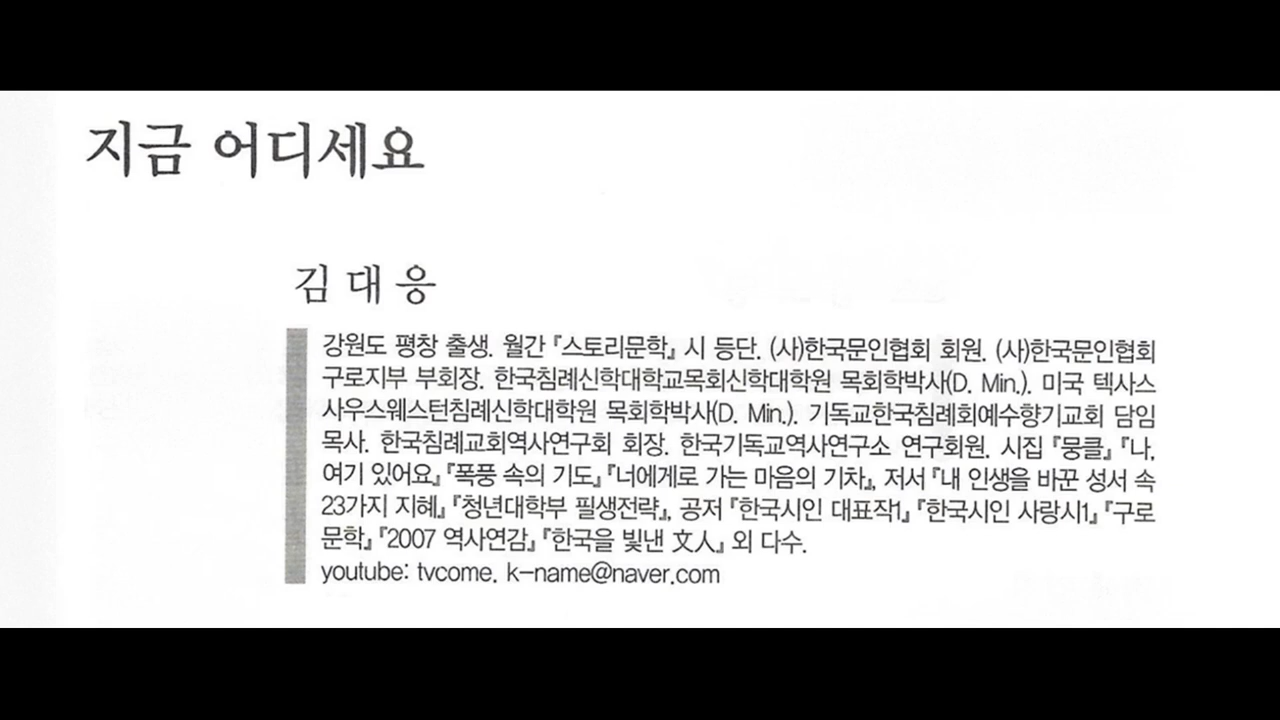 지금 어디세요
김 대 응
강원도 평창 출생. 월간 『스토리문학』 시 등단. (사)한국문인협회 회원. (사)한국문인협회
구로지부 부회장. 한국침례신학대학교목회신학대학원 목회학박사(D. Min.). 미국 텍사스
사우스웨스턴침례신학대학원 목회학박사(D. Min.). 기독교한국침례회예수향기교회 담임
목사. 한국침례교회역사연구회 회장. 한국기독교역사연구소 연구회원. 시집 『뭉클』 『나,
여기 있어요』 『폭풍 속의 기도』 『너에게로 가는 마음의 기차』, 저서 『내 인생을 바꾼 성서 속
23가지 지혜』 『청년대학부 필생전략』, 공저 『한국시인 대표작1』 『한국시인 사랑시1』 『구로
문학』 『2007 역사연감』 『한국을 빛낸 文人』 외 다수.
youtube: tvcome. k-name@naver.com